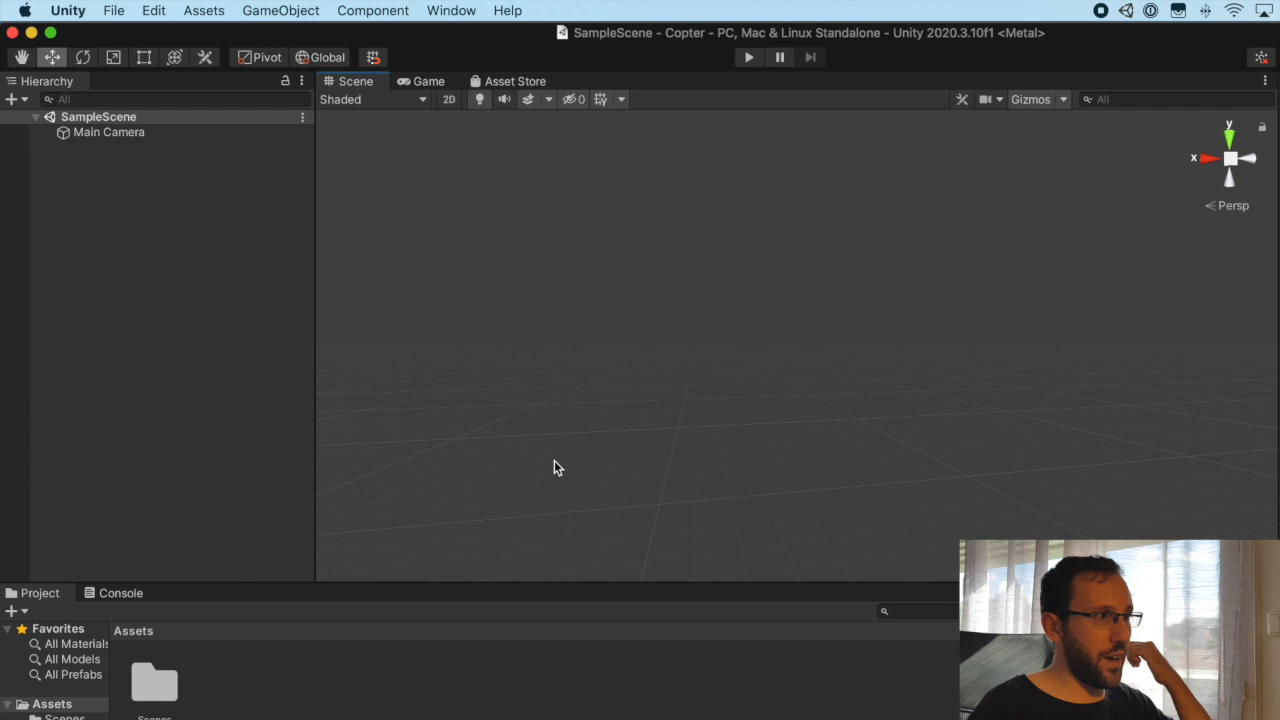 Unity File Edit Assets GameObject Component Window Help
SampleScene - Copter - PC, Mac & Linux Standalone - Unity 2020.3.10f1 <Metal>
Pivot Global
Hierarchy Scene Game Asset Store
All Shaded 2D 0 Gizmos All
SampleScene
Main Camera
y
x
Persp
Project Console
Favorites Assets
All Materials
All Models
All Prefabs
Assets
Scenes Scenes